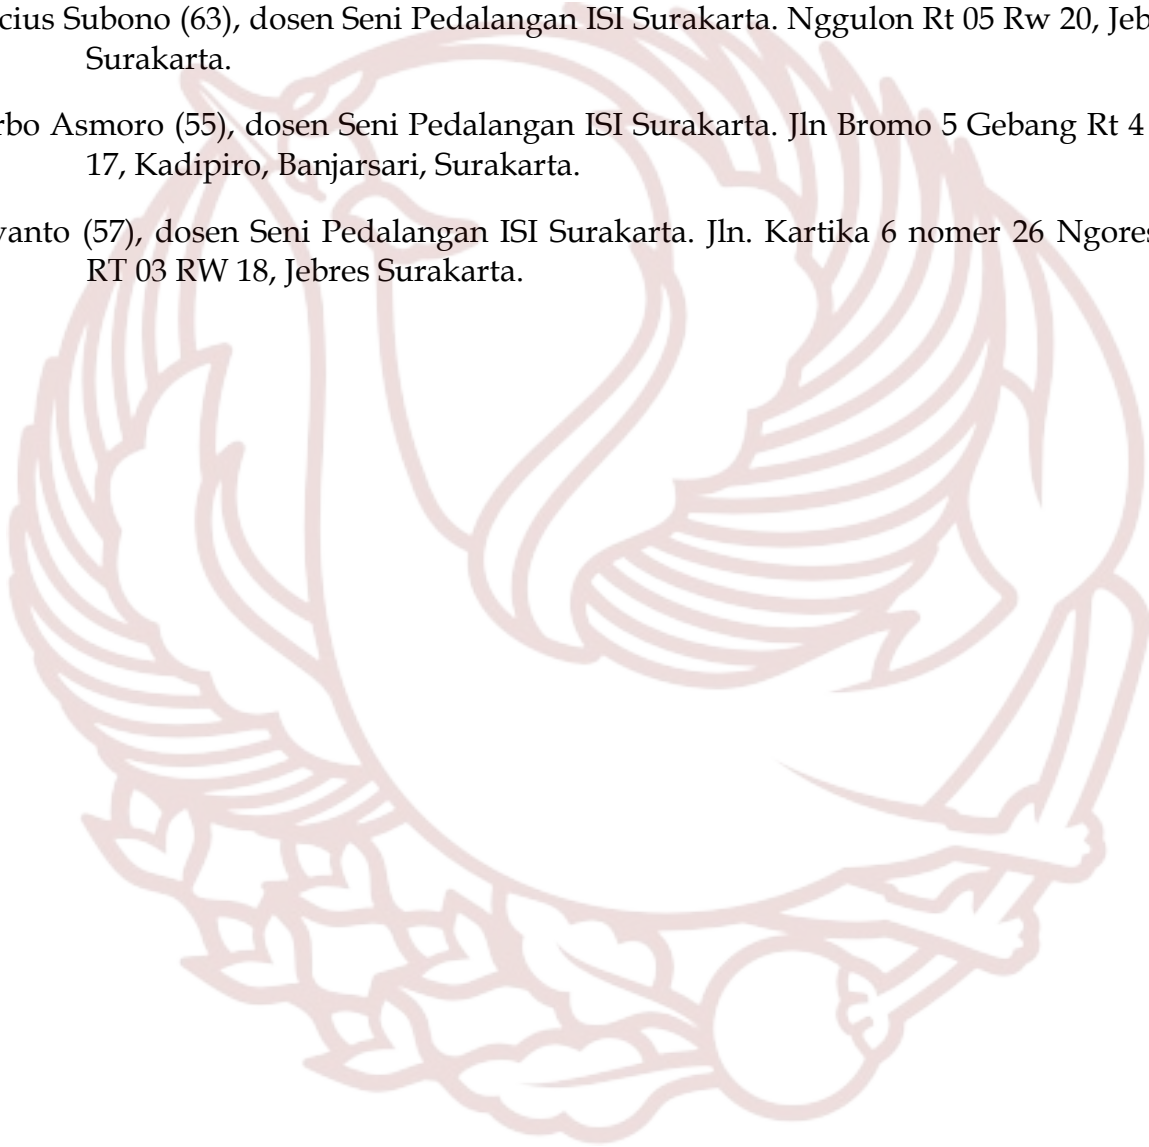 cius Subono (63), dosen Seni Pedalangan ISI Surakarta. Nggulon Rt 05 Rw 20, Jeb
Surakarta.
rbo Asmoro (55), dosen Seni Pedalangan ISI Surakarta. Jln Bromo 5 Gebang Rt 4
17, Kadipiro, Banjarsari, Surakarta.
yanto (57), dosen Seni Pedalangan ISI Surakarta. Jln. Kartika 6 nomer 26 Ngores
RT 03 RW 18, Jebres Surakarta.